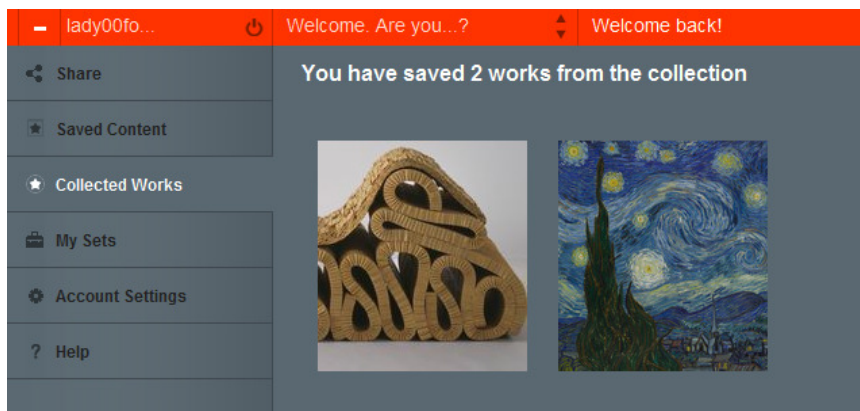 lady00fo...
Welcome. Are you...?
Welcome back!
Share
Saved Content
Collected Works
My Sets
Account Settings
? Help
You have saved 2 works from the collection